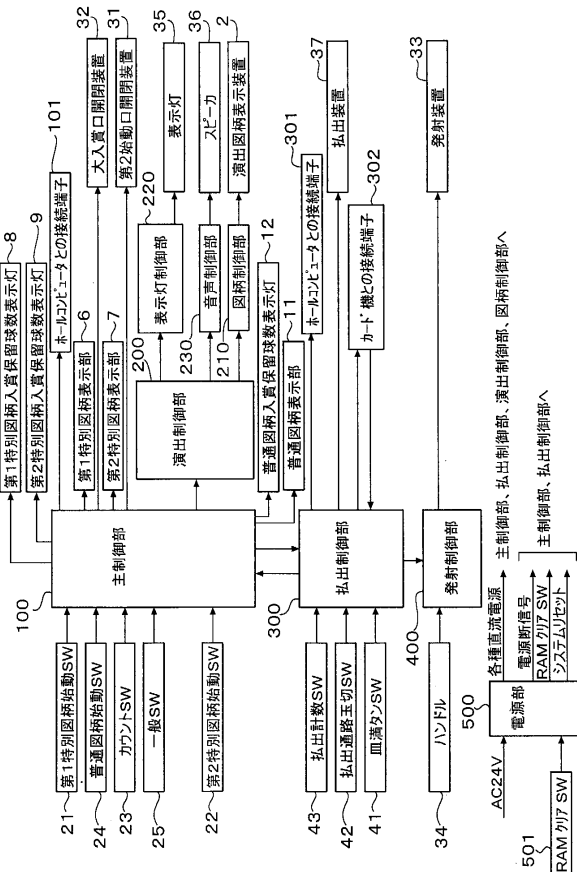 21 第1特別図柄始動SW
24 普通図柄始動SW
23 カウントSW
25 一般SW
22 第2特別図柄始動SW
43 払出計数SW
42 払出通路玉切SW
41 皿満タンSW
34 ハンドル
100 主制御部
300 払出制御部
400 発射制御部
8 第1特別図柄入賞保留球数表示灯
9 第2特別図柄入賞保留球数表示灯
101 ホールコンピュータとの接続端子
6 第1特別図柄表示部
7 第2特別図柄表示部
32 大入賞口開閉装置
31 第2始動口開閉装置
200 演出制御部
220 表示灯制御部
35 表示灯
230 音声制御部
36 スピーカ
210 図柄制御部
2 演出図柄表示装置
12 普通図柄入賞保留球数表示灯
11 普通図柄表示部
301 ホールコンピュータとの接続端子
37 払出装置
302 カード機との接続端子
33 発射装置
AC24V
501 RAMクリアSW
500 電源部
各種直流電源 主制御部、払出制御部、演出制御部、図柄制御部へ
電源断信号
RAMクリアSW
システムリセット
主制御部、払出制御部へ